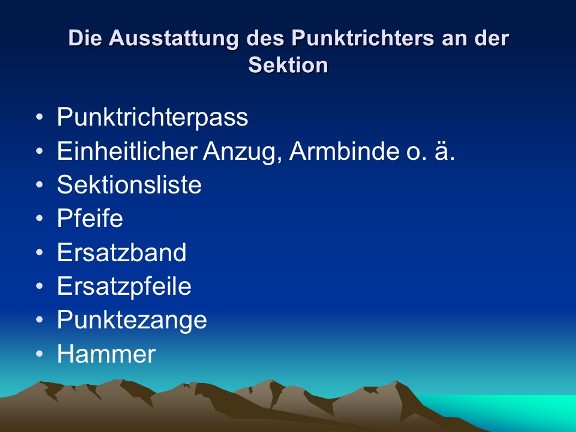 Die Ausstattung des Punktrichters an der
Sektion
• Punktrichterpass
• Einheitlicher Anzug, Armbinde o. ä.
• Sektionsliste
• Pfeife
• Ersatzband
• Ersatzpfeile
• Punktezange
• Hammer